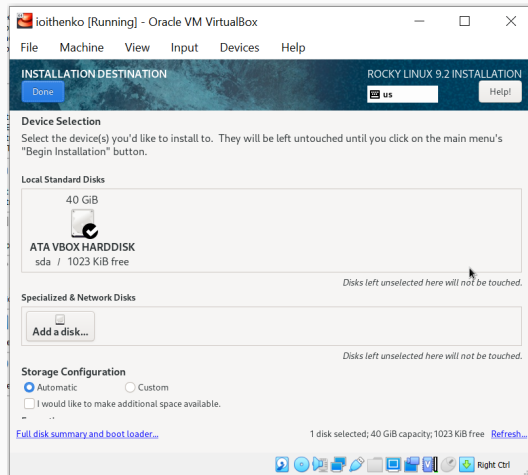 ioithenko [Running] - Oracle VM VirtualBox
File Machine View Input Devices Help
INSTALLATION DESTINATION
ROCKY LINUX 9.2 INSTALLATION
Done
us
Help!
Device Selection
Select the device(s) you'd like to install to. They will be left untouched until you click on the main menu's
"Begin Installation" button.
Local Standard Disks
40 GiB
ATA VBOX HARDDISK
sda / 1023 KiB free
Disks left unselected here will not be touched.
Specialized & Network Disks
Add a disk...
Disks left unselected here will not be touched.
Storage Configuration
Automatic Custom
I would like to make additional space available.
Full disk summary and boot loader...
1 disk selected; 40 GiB capacity; 1023 KiB free Refresh...
Right Ctrl